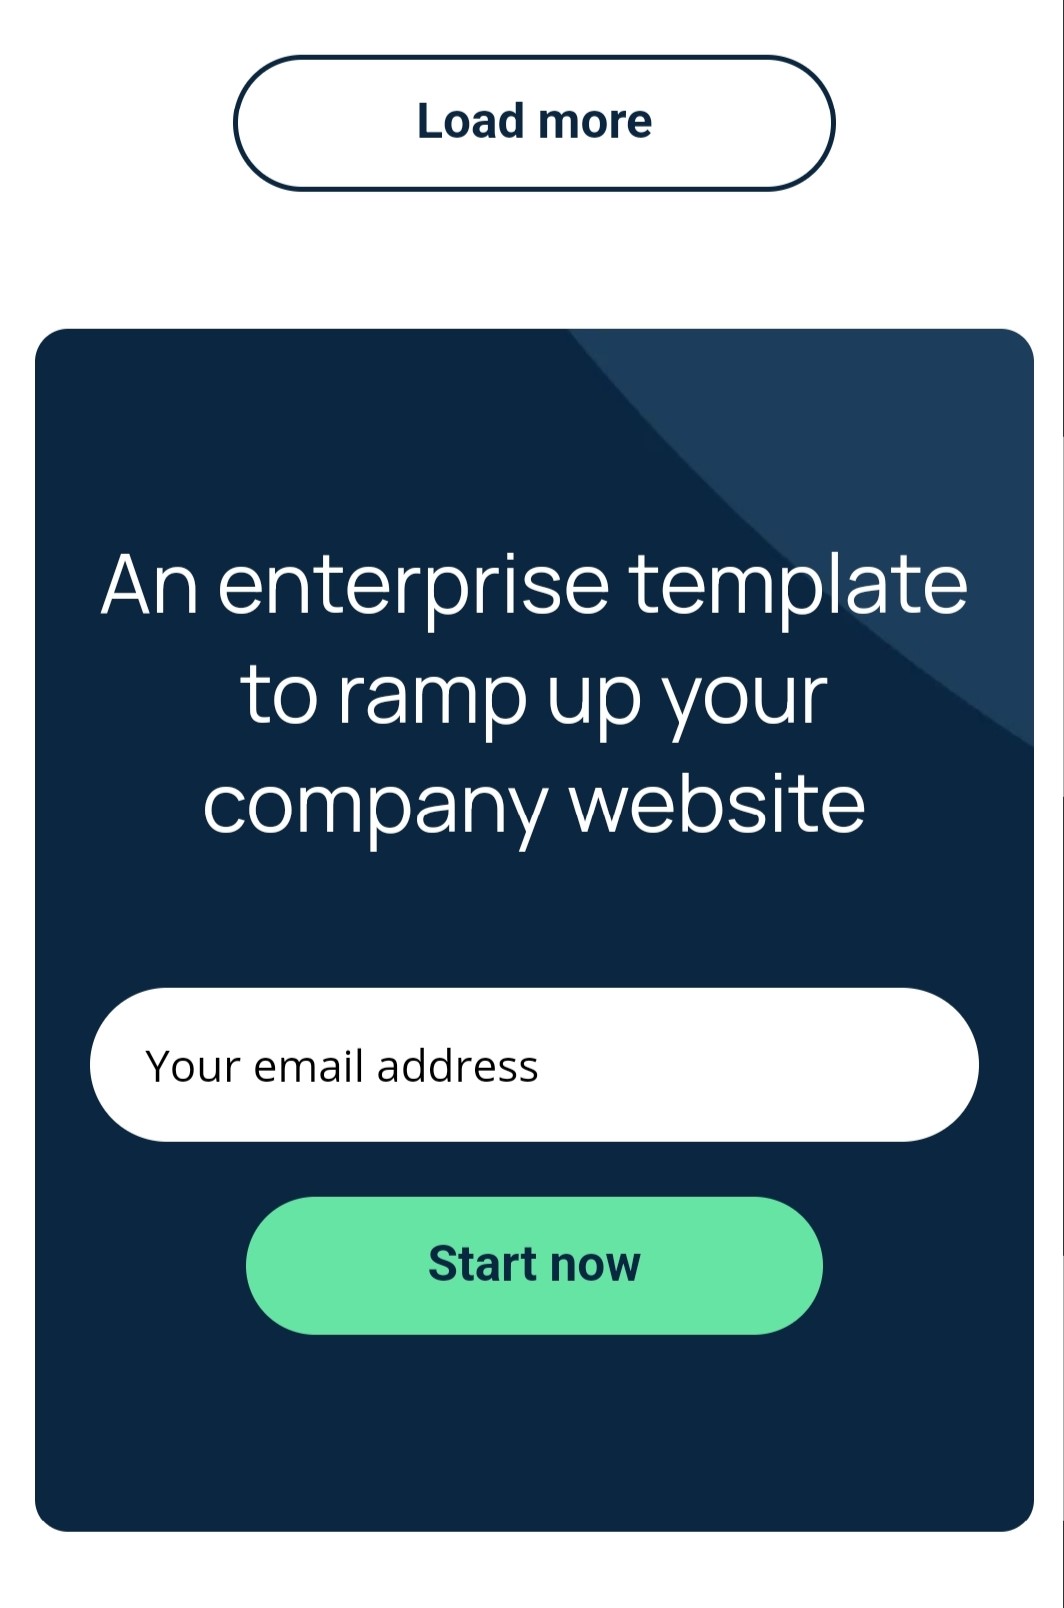 Load more
An enterprise template
to ramp up your
company website
Your email address
Start now